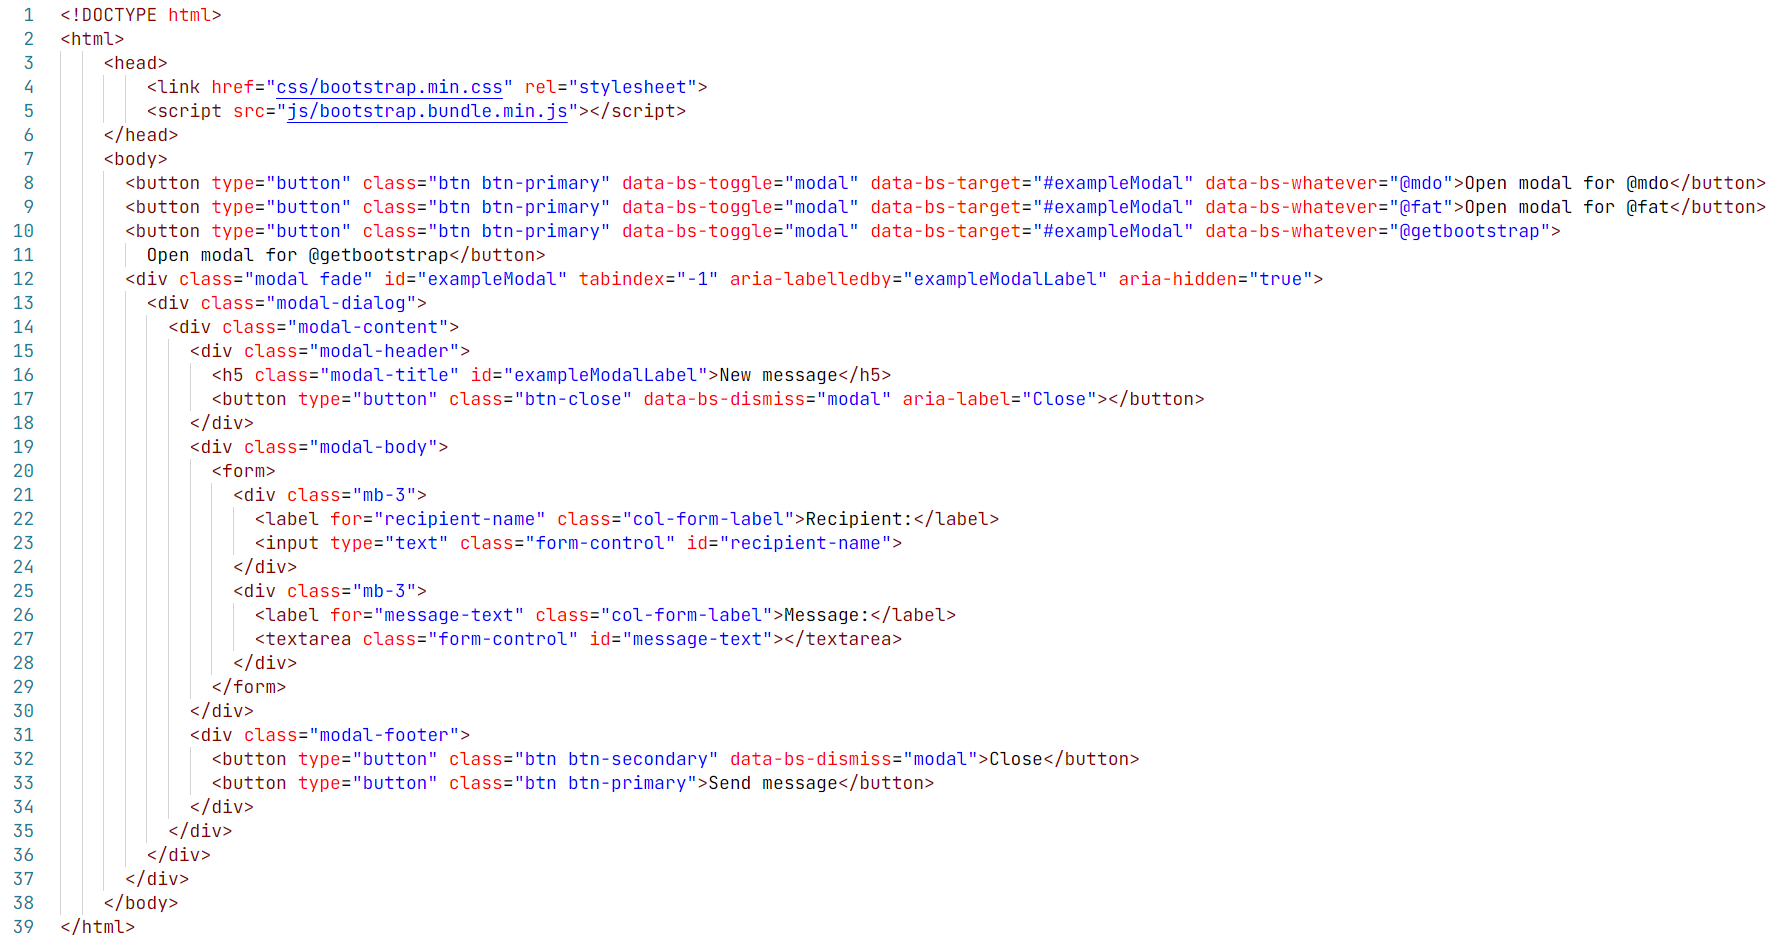 1 <!DOCTYPE html>
2 <html>
3     <head>
4         <link href="css/bootstrap.min.css" rel="stylesheet">
5         <script src="js/bootstrap.bundle.min.js"></script>
6     </head>
7     <body>
8       <button type="button" class="btn btn-primary" data-bs-toggle="modal" data-bs-target="#exampleModal" data-bs-whatever="@mdo">Open modal for @mdo</button>
9       <button type="button" class="btn btn-primary" data-bs-toggle="modal" data-bs-target="#exampleModal" data-bs-whatever="@fat">Open modal for @fat</button>
10       <button type="button" class="btn btn-primary" data-bs-toggle="modal" data-bs-target="#exampleModal" data-bs-whatever="@getbootstrap">
11         Open modal for @getbootstrap</button>
12       <div class="modal fade" id="exampleModal" tabindex="-1" aria-labelledby="exampleModalLabel" aria-hidden="true">
13         <div class="modal-dialog">
14           <div class="modal-content">
15             <div class="modal-header">
16               <h5 class="modal-title" id="exampleModalLabel">New message</h5>
17               <button type="button" class="btn-close" data-bs-dismiss="modal" aria-label="Close"></button>
18             </div>
19             <div class="modal-body">
20               <form>
21                 <div class="mb-3">
22                   <label for="recipient-name" class="col-form-label">Recipient:</label>
23                   <input type="text" class="form-control" id="recipient-name">
24                 </div>
25                 <div class="mb-3">
26                   <label for="message-text" class="col-form-label">Message:</label>
27                   <textarea class="form-control" id="message-text"></textarea>
28                 </div>
29               </form>
30             </div>
31             <div class="modal-footer">
32               <button type="button" class="btn btn-secondary" data-bs-dismiss="modal">Close</button>
33               <button type="button" class="btn btn-primary">Send message</button>
34             </div>
35           </div>
36         </div>
37       </div>
38     </body>
39 </html>